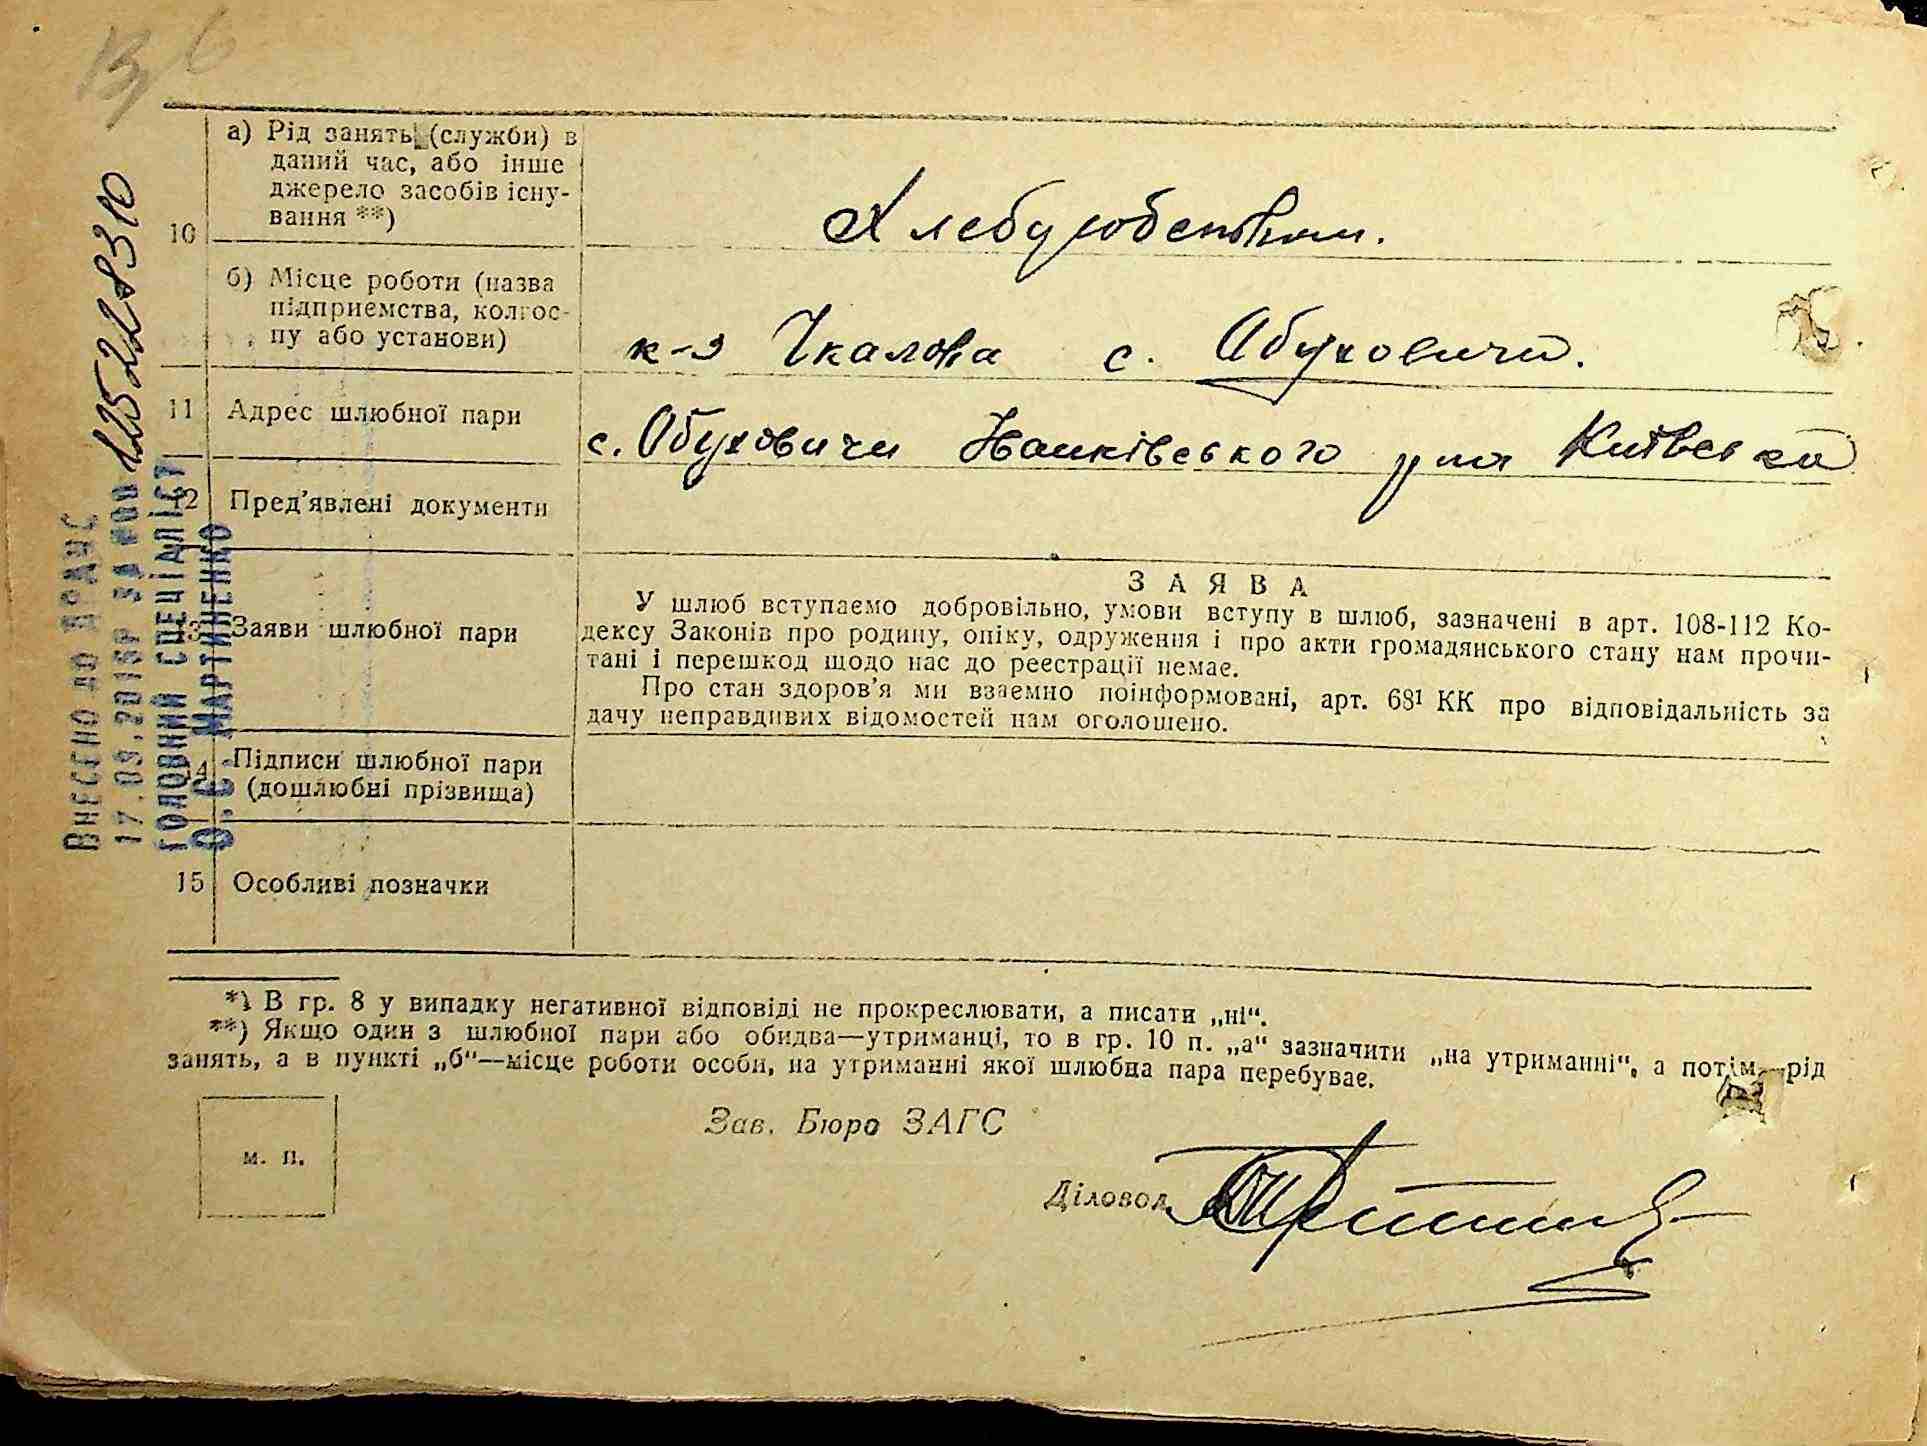 а) Рід занять (служби) в
даний час, або інше
джерело засобів існу-
вання **)
10
б) Місце роботи (назва
підприємства, колгос-
пу або установи)
к-з Чкалова с. Обуховичи.
11 Адрес шлюбної пари
с. Обуховичи Іванківського р-на Київська
12 Пред'явлені документи
13 Заяви шлюбної пари
ЗАЯВА
У шлюб вступаємо добровільно, умови вступу в шлюб, зазначені в арт. 108-112 Ко-
дексу Законів про родину, опіку, одруження і про акти громадянського стану нам прочи-
тані і перешкод щодо нас до реєстрації немає.
Про стан здоров'я ми взаємно поінформовані, арт. 68¹ КК про відповідальність за
дачу неправдивих відомостей нам оголошено.
14 Підписи шлюбної пари
(дошлюбні прізвища)
15 Особливі позначки
*) В гр. 8 у випадку негативної відповіді не прокреслювати, а писати „ні“.
**) Якщо один з шлюбної пари або обидва—утриманці, то в гр. 10 п. „а“ зазначити „на утриманні“, а потім рід
занять, а в пункті „б“—місце роботи особи, на утриманні якої шлюбна пара перебуває.
м. п.
Зав. Бюро ЗАГС
Діловод
ВНЕСЕНО ДО ДРАЦС
17.09.2016Р ЗА №00125228310
ГОЛОВНИЙ СПЕЦІАЛІСТ
О.С. МАРТИНЕНКО